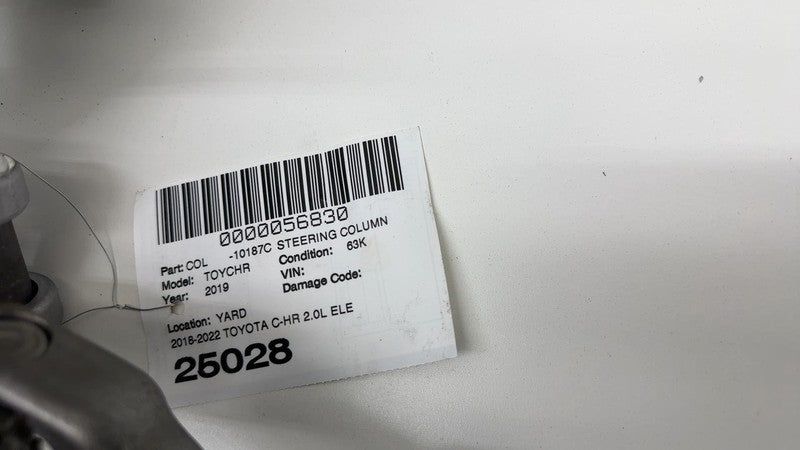 0000056830
Part: COL -10187C STEERING COLUMN
Model: TOYCHR Condition: 63K
Year: 2019 VIN:
Damage Code:
Location: YARD
2018-2022 TOYOTA C-HR 2.0L ELE
25028